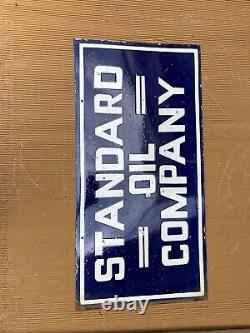 STANDARD
= OIL =
COMPANY